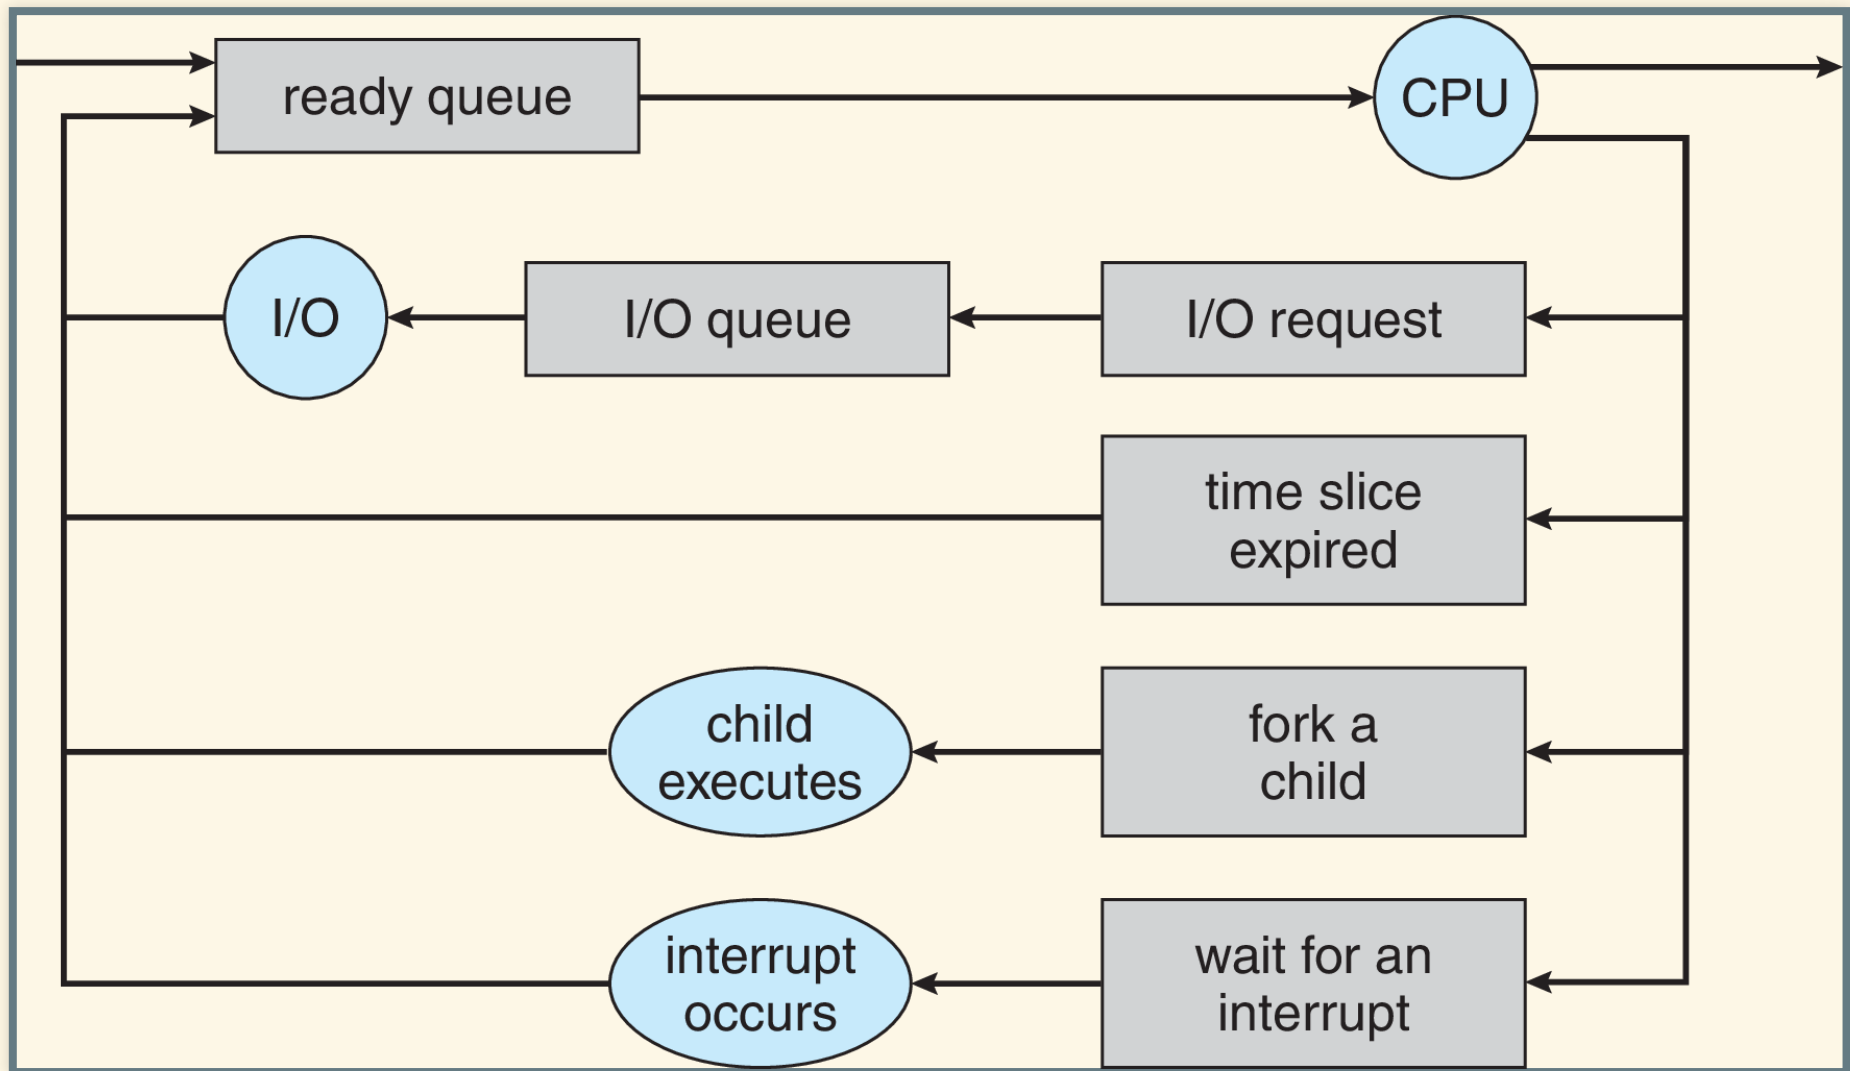 ready queue
CPU
I/O
I/O queue
I/O request
time slice
expired
child
executes
fork a
child
interrupt
occurs
wait for an
interrupt